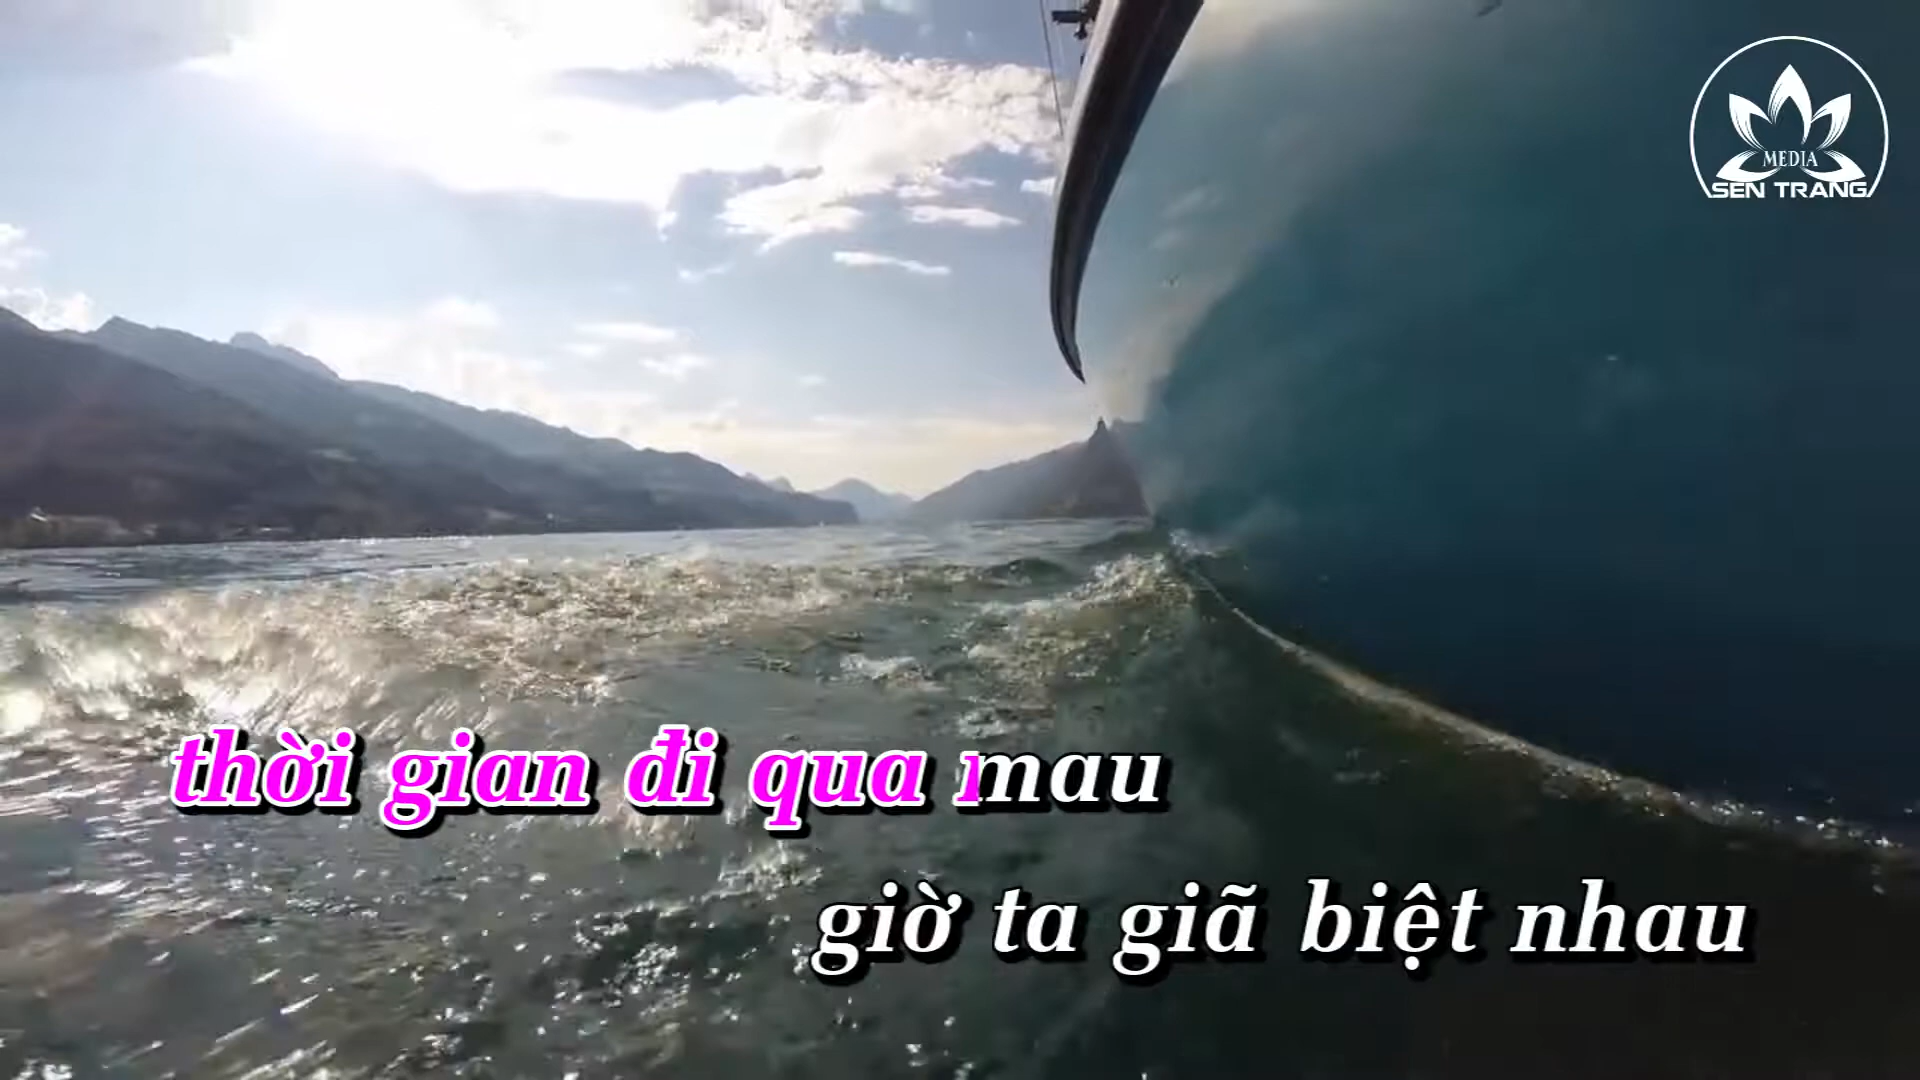 MEDIA
SEN TRANG
thời gian đi qua mau
giờ ta giã biệt nhau